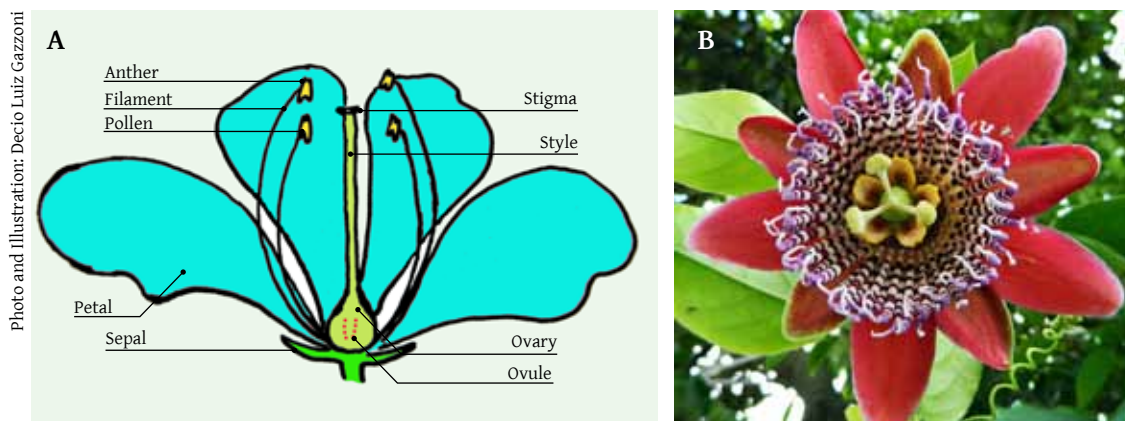 Photo and Illustration: Decio Luiz Gazzoni
A
Anther
Filament
Pollen
Stigma
Style
Petal
Sepal
Ovary
Ovule
B